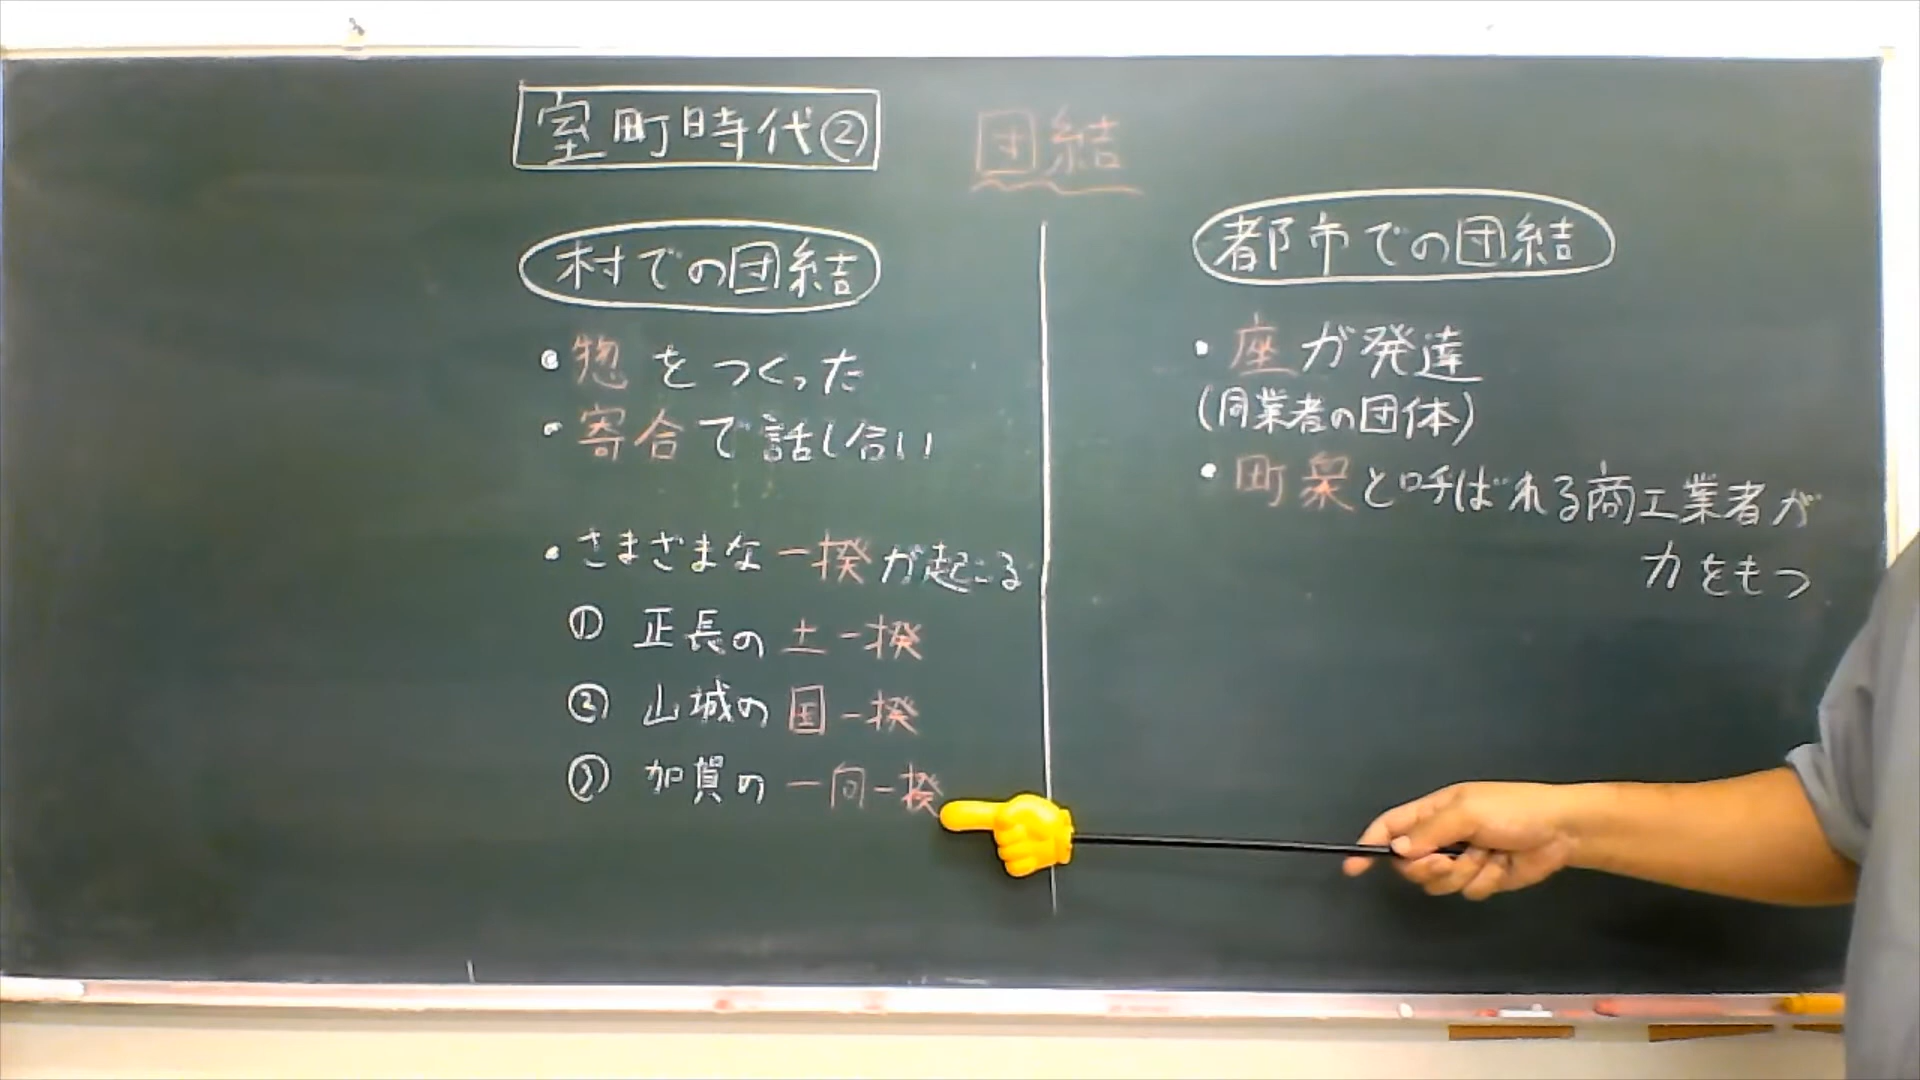 室町時代②
団結
村での団結
・惣をつくった
・寄合で話し合い
・さまざまな一揆が起こる
① 正長の土一揆
② 山城の国一揆
③ 加賀の一向一揆
都市での団結
・座が発達
(同業者の団体)
・町衆と呼ばれる商工業者が
力をもつ